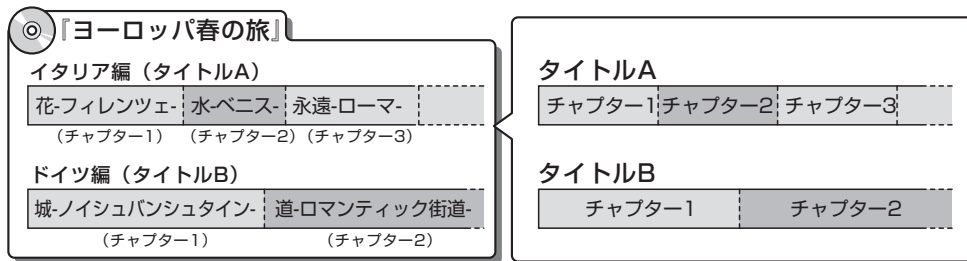 『ヨーロッパ春の旅』
イタリア編（タイトルA）
花-フィレンツェ- 水-ベニス- 永遠-ローマ-
（チャプター1） （チャプター2）（チャプター3）
ドイツ編（タイトルB）
城-ノイシュバンシュタイン- 道-ロマンティック街道-
（チャプター1） （チャプター2）
タイトルA
チャプター1 チャプター2 チャプター3
タイトルB
チャプター1 チャプター2